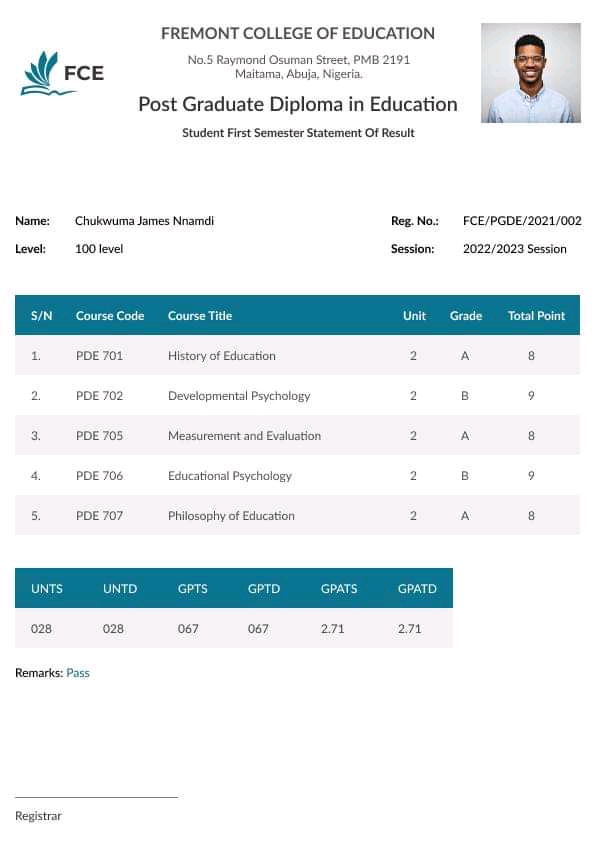 FREMONT COLLEGE OF EDUCATION
No.5 Raymond Osuman Street, PMB 2191
Maitama, Abuja, Nigeria.
FCE
Post Graduate Diploma in Education
Student First Semester Statement Of Result
Name: Chukwuma James Nnamdi Reg. No.: FCE/PGDE/2021/002
Level: 100 level Session: 2022/2023 Session
S/N Course Code Course Title Unit Grade Total Point
1. PDE 701 History of Education 2 A 8
2. PDE 702 Developmental Psychology 2 B 9
3. PDE 705 Measurement and Evaluation 2 A 8
4. PDE 706 Educational Psychology 2 B 9
5. PDE 707 Philosophy of Education 2 A 8
UNTS UNTD GPTS GPTD GPATS GPATD
028 028 067 067 2.71 2.71
Remarks: Pass
Registrar